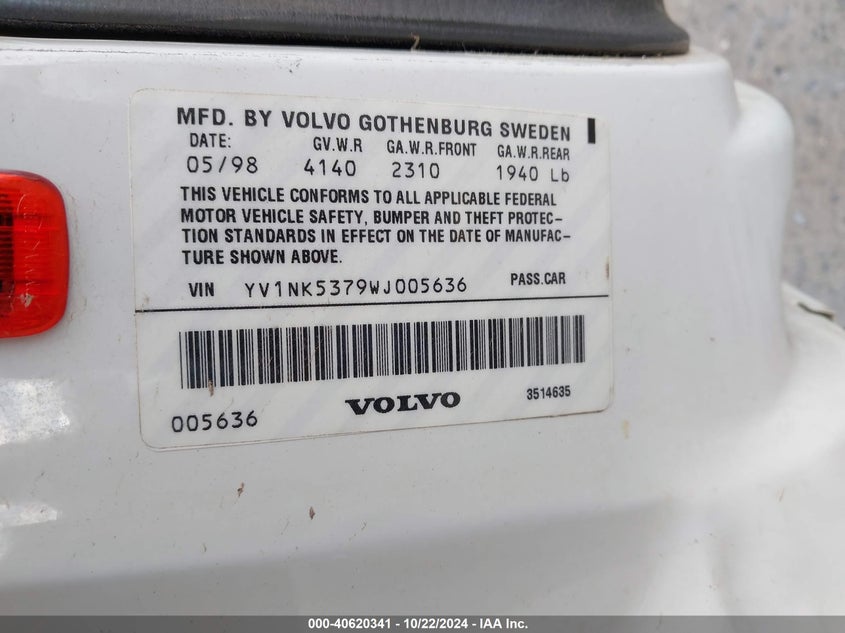 MFD. BY VOLVO GOTHENBURG SWEDEN
DATE: GV.W.R GA.W.R.FRONT GA.W.R.REAR
05/98 4140 2310 1940 Lb
THIS VEHICLE CONFORMS TO ALL APPLICABLE FEDERAL
MOTOR VEHICLE SAFETY, BUMPER AND THEFT PROTEC-
TION STANDARDS IN EFFECT ON THE DATE OF MANUFAC-
TURE SHOWN ABOVE.
VIN YV1NK5379WJ005636 PASS.CAR
005636 VOLVO 3514635
000-40620341 - 10/22/2024 - IAA Inc.